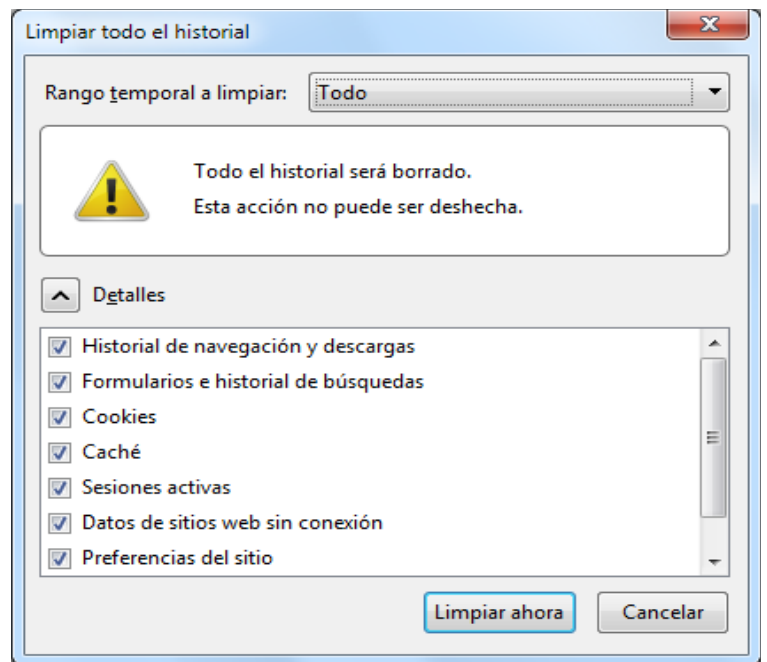 Limpiar todo el historial
Rango temporal a limpiar: Todo
Todo el historial será borrado.
Esta acción no puede ser deshecha.
Detalles
Historial de navegación y descargas
Formularios e historial de búsquedas
Cookies
Caché
Sesiones activas
Datos de sitios web sin conexión
Preferencias del sitio
Limpiar ahora Cancelar